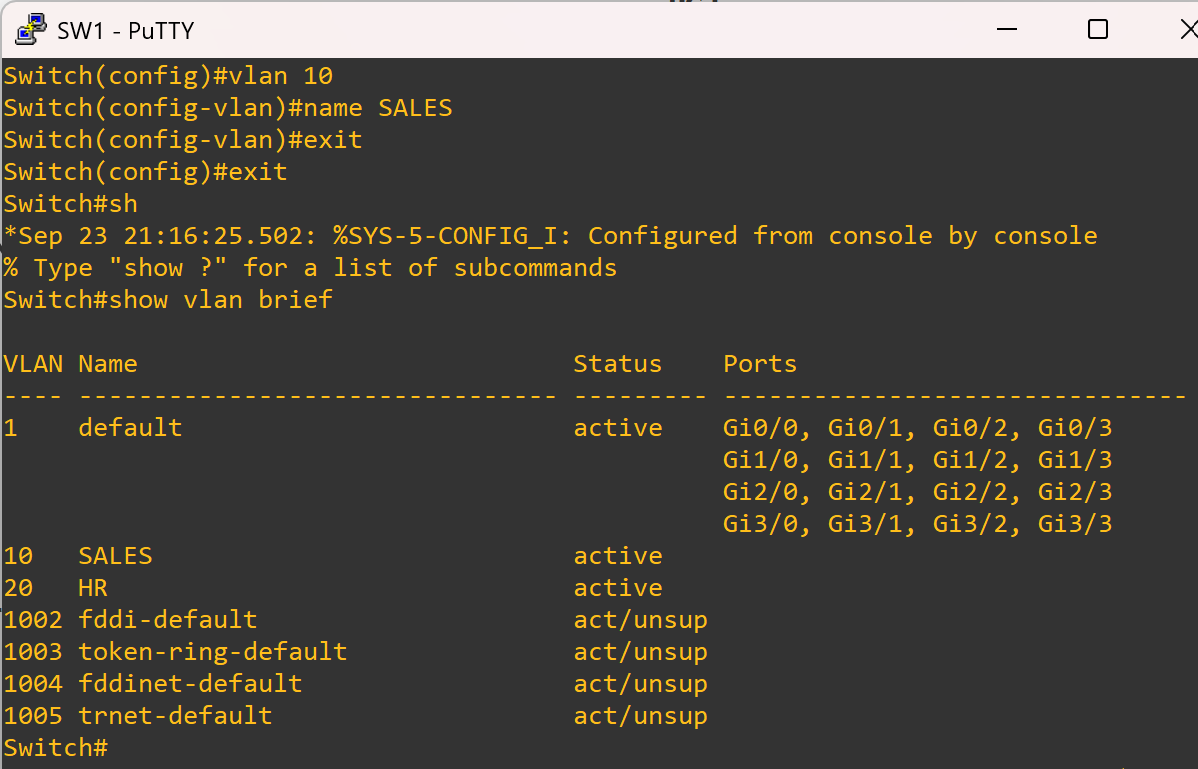 SW1 - PuTTY
Switch(config)#vlan 10
Switch(config-vlan)#name SALES
Switch(config-vlan)#exit
Switch(config)#exit
Switch#sh
*Sep 23 21:16:25.502: %SYS-5-CONFIG_I: Configured from console by console
% Type "show ?" for a list of subcommands
Switch#show vlan brief

VLAN Name                             Status    Ports
---- -------------------------------- --------- -------------------------------
1    default                          active    Gi0/0, Gi0/1, Gi0/2, Gi0/3
                                                Gi1/0, Gi1/1, Gi1/2, Gi1/3
                                                Gi2/0, Gi2/1, Gi2/2, Gi2/3
                                                Gi3/0, Gi3/1, Gi3/2, Gi3/3
10   SALES                            active
20   HR                               active
1002 fddi-default                     act/unsup
1003 token-ring-default               act/unsup
1004 fddinet-default                  act/unsup
1005 trnet-default                    act/unsup
Switch#